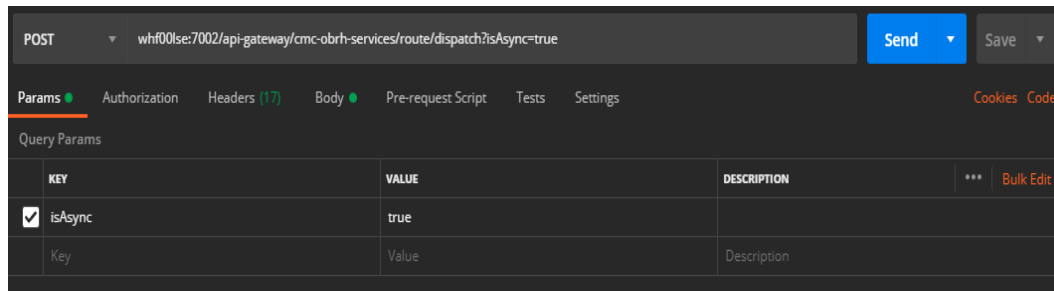 POST whf00lse:7002/api-gateway/cmc-obrh-services/route/dispatch?isAsync=true Send Save
Params Authorization Headers (17) Body Pre-request Script Tests Settings Cookies Code
Query Params
KEY VALUE DESCRIPTION ••• Bulk Edit
isAsync true
Key Value Description